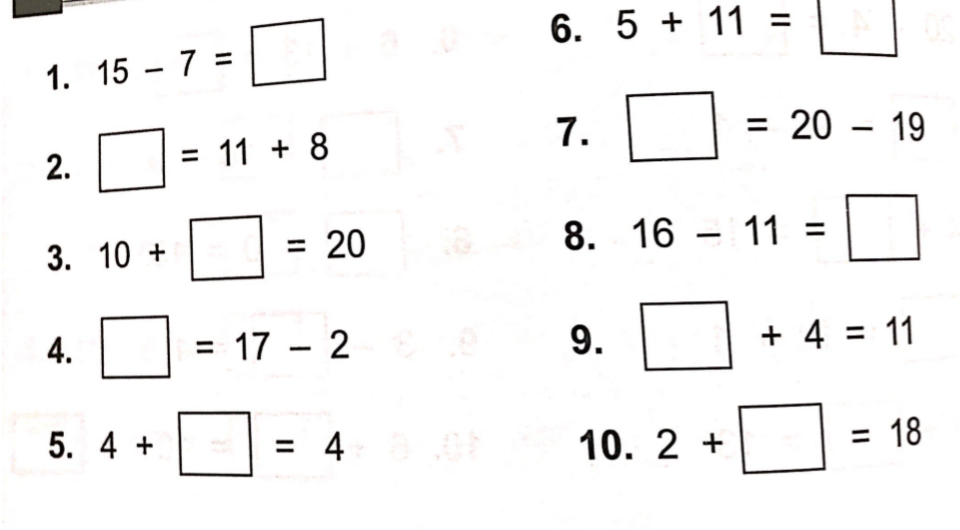 1. 15 – 7 = □
2. □ = 11 + 8
3. 10 + □ = 20
4. □ = 17 – 2
5. 4 + □ = 4
6. 5 + 11 = □
7. □ = 20 – 19
8. 16 – 11 = □
9. □ + 4 = 11
10. 2 + □ = 18